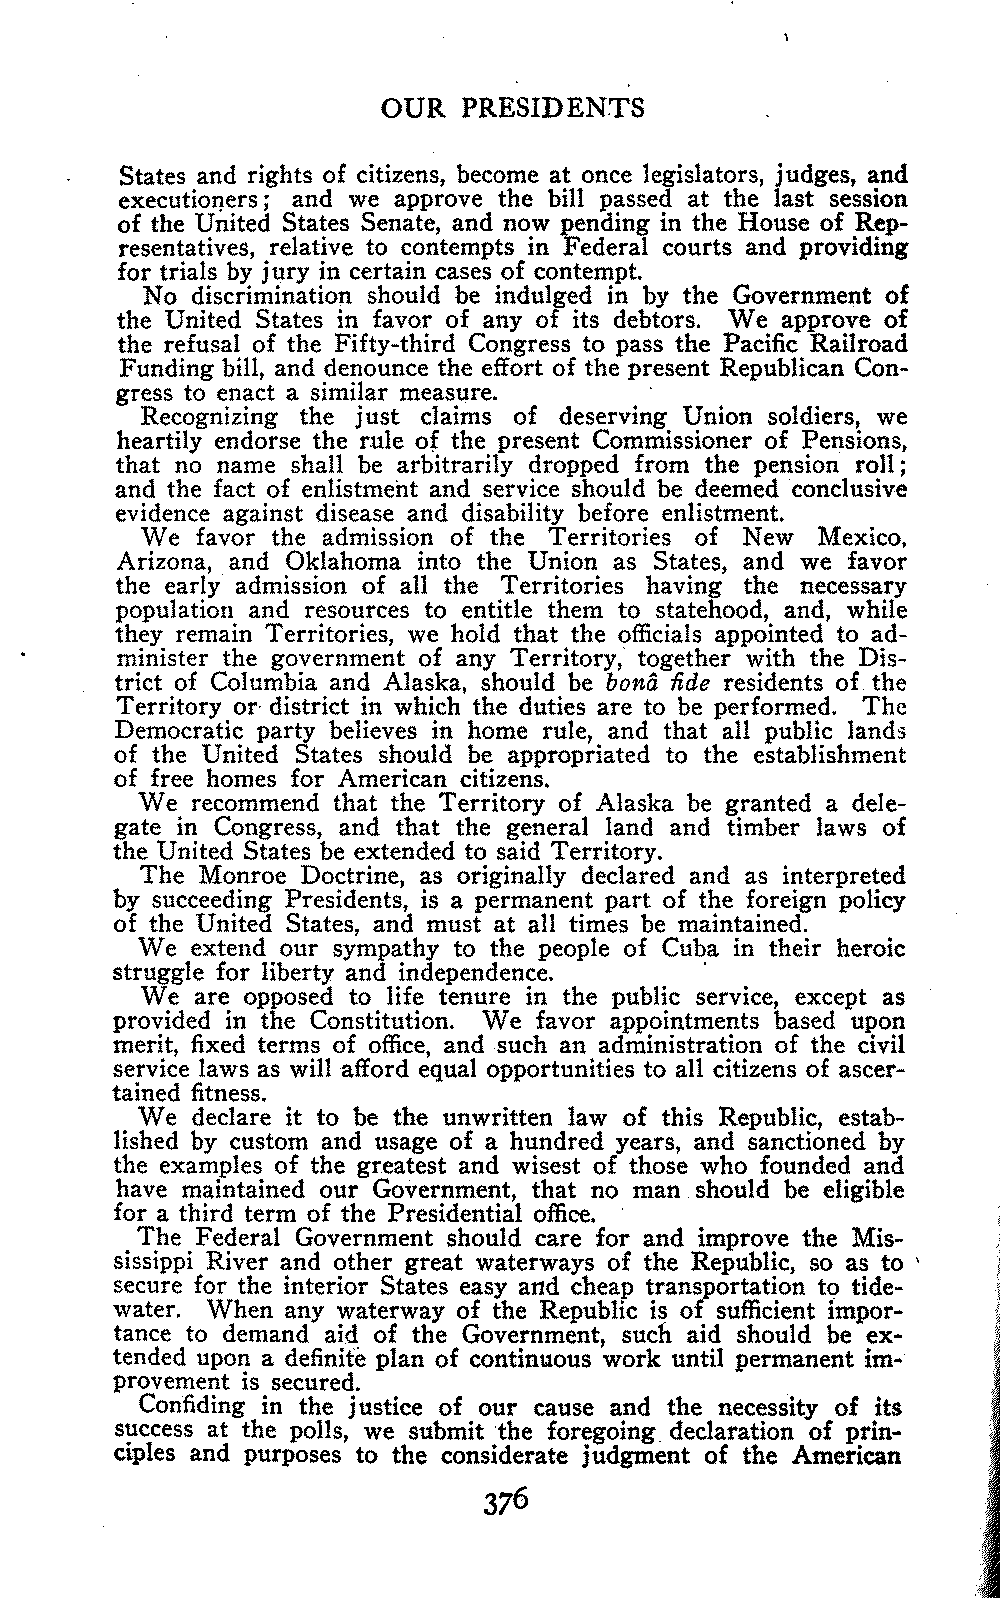 OUR PRESIDENTS
States and rights of citizens, become at once legislators, judges, and
executioners; and we approve the bill passed at the last session
of the United States Senate, and now pending in the House of Rep-
resentatives, relative to contempts in Federal courts and providing
for trials by jury in certain cases of contempt.
No discrimination should be indulged in by the Government of
the United States in favor of any of its debtors. We approve of
the refusal of the Fifty-third Congress to pass the Pacific Railroad
Funding bill, and denounce the effort of the present Republican Con-
gress to enact a similar measure.
Recognizing the just claims of deserving Union soldiers, we
heartily endorse the rule of the present Commissioner of Pensions,
that no name shall be arbitrarily dropped from the pension roll;
and the fact of enlistment and service should be deemed conclusive
evidence against disease and disability before enlistment.
We favor the admission of the Territories of New Mexico,
Arizona, and Oklahoma into the Union as States, and we favor
the early admission of all the Territories having the necessary
population and resources to entitle them to statehood, and, while
they remain Territories, we hold that the officials appointed to ad-
minister the government of any Territory, together with the Dis-
trict of Columbia and Alaska, should be bonâ fide residents of the
Territory or district in which the duties are to be performed. The
Democratic party believes in home rule, and that all public lands
of the United States should be appropriated to the establishment
of free homes for American citizens.
We recommend that the Territory of Alaska be granted a dele-
gate in Congress, and that the general land and timber laws of
the United States be extended to said Territory.
The Monroe Doctrine, as originally declared and as interpreted
by succeeding Presidents, is a permanent part of the foreign policy
of the United States, and must at all times be maintained.
We extend our sympathy to the people of Cuba in their heroic
struggle for liberty and independence.
We are opposed to life tenure in the public service, except as
provided in the Constitution. We favor appointments based upon
merit, fixed terms of office, and such an administration of the civil
service laws as will afford equal opportunities to all citizens of ascer-
tained fitness.
We declare it to be the unwritten law of this Republic, estab-
lished by custom and usage of a hundred years, and sanctioned by
the examples of the greatest and wisest of those who founded and
have maintained our Government, that no man should be eligible
for a third term of the Presidential office.
The Federal Government should care for and improve the Mis-
sissippi River and other great waterways of the Republic, so as to
secure for the interior States easy and cheap transportation to tide-
water. When any waterway of the Republic is of sufficient impor-
tance to demand aid of the Government, such aid should be ex-
tended upon a definite plan of continuous work until permanent im-
provement is secured.
Confiding in the justice of our cause and the necessity of its
success at the polls, we submit the foregoing declaration of prin-
ciples and purposes to the considerate judgment of the American
376